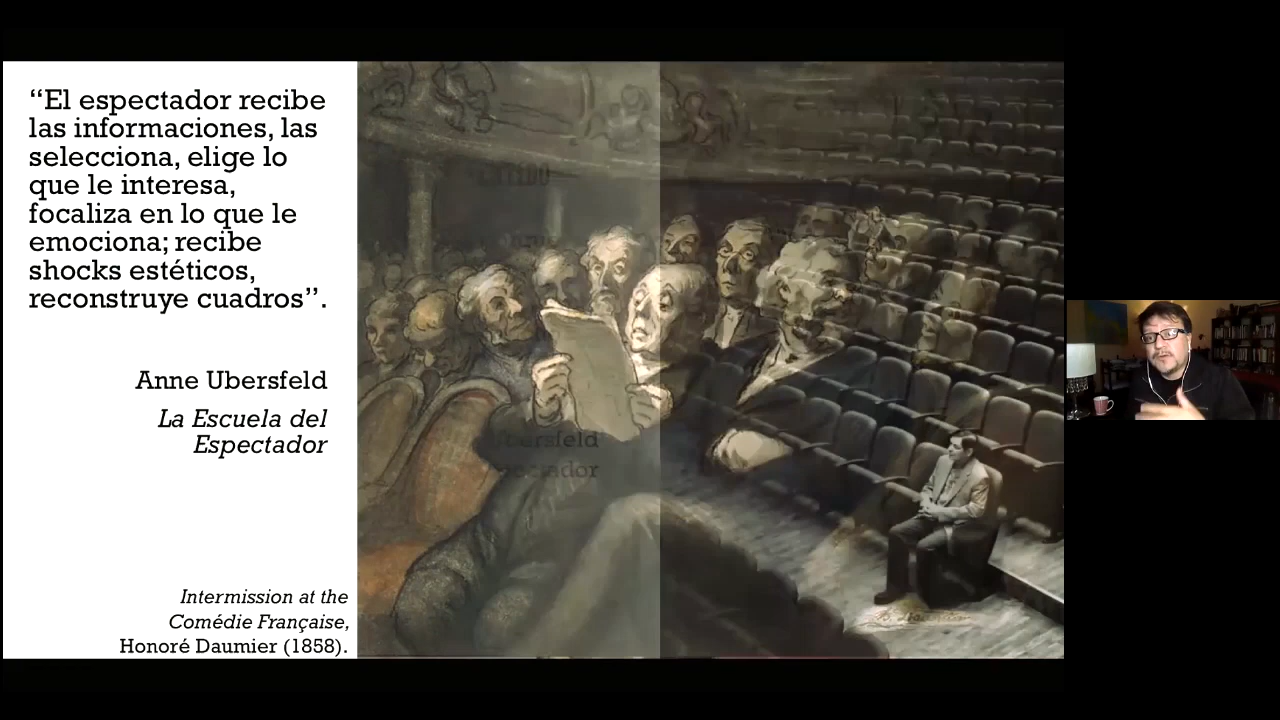 “El espectador recibe
las informaciones, las
selecciona, elige lo
que le interesa,
focaliza en lo que le
emociona; recibe
shocks estéticos,
reconstruye cuadros”.
Anne Ubersfeld
La Escuela del
Espectador
Intermission at the
Comédie Française,
Honoré Daumier (1858).